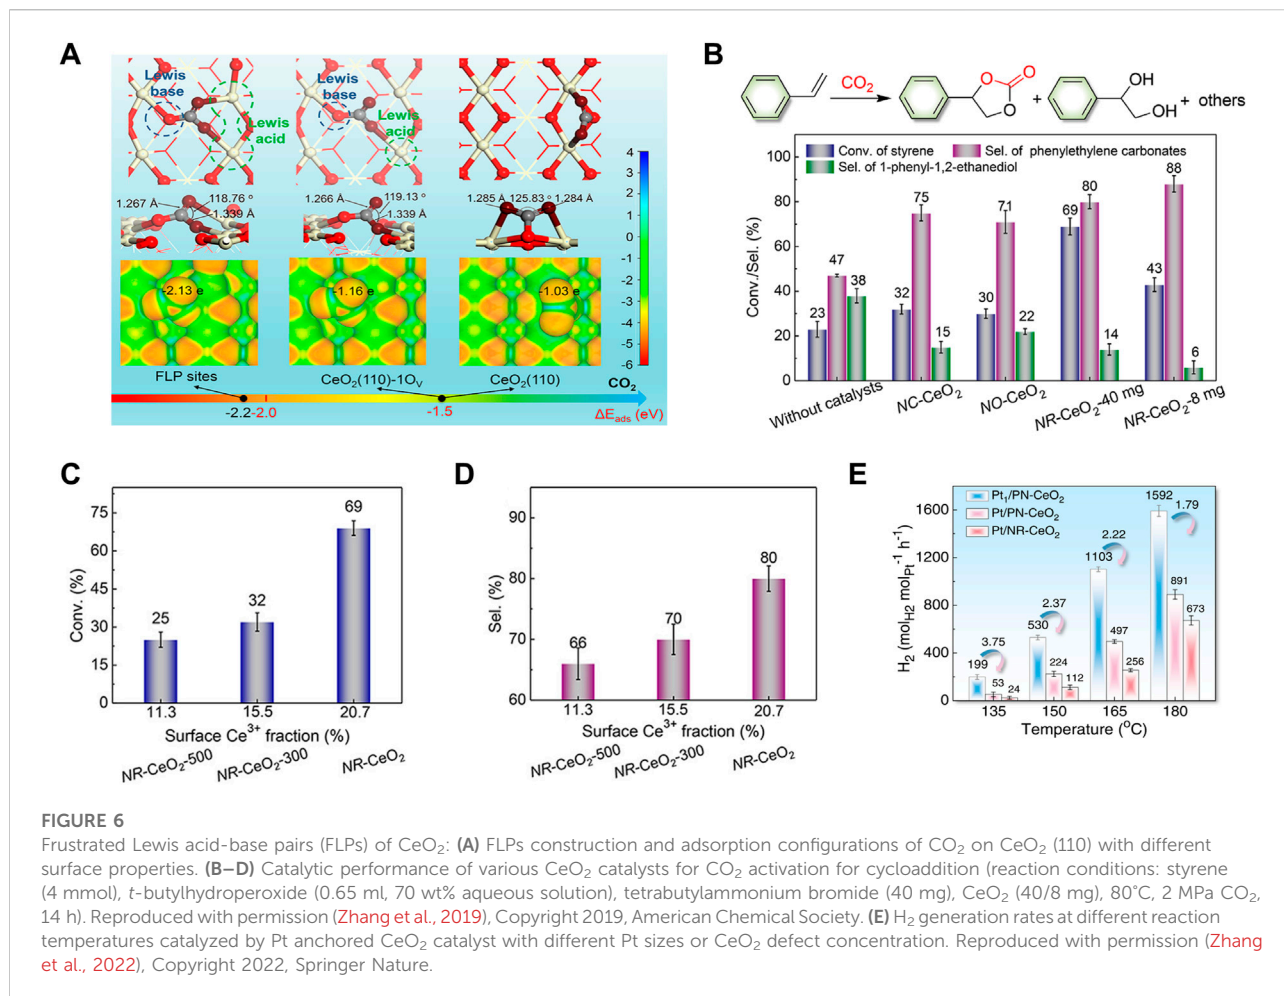 A
Lewis
base
Lewis
acid
Lewis
base
Lewis
acid
1.267 Å
118.76 °
1.339 Å
1.266 Å
119.13 °
1.339 Å
1.285 Å 125.83 ° 1.284 Å
-2.13 e
-1.16 e
-1.03 e
4
3
2
1
0
-1
-2
-3
-4
-5
-6
FLP sites
CeO₂(110)-1Oᵥ
CeO₂(110)
CO₂
-2.2
-2.0
-1.5
ΔE_ads (eV)
B
CO₂
O
O
O
+
OH
OH
+ others
Conv. of styrene
Sel. of phenylethylene carbonates
Sel. of 1-phenyl-1,2-ethanediol
Conv./Sel. (%)
100
80
60
40
20
0
23
47
38
32
75
15
30
71
22
69
80
14
43
88
6
Without catalysts
NC-CeO₂
NO-CeO₂
NR-CeO₂-40 mg
NR-CeO₂-8 mg
C
Conv. (%)
75
60
45
30
15
0
25
32
69
11.3
15.5
20.7
Surface Ce³⁺ fraction (%)
NR-CeO₂-500
NR-CeO₂-300
NR-CeO₂
D
Sel. (%)
90
80
70
60
66
70
80
11.3
15.5
20.7
Surface Ce³⁺ fraction (%)
NR-CeO₂-500
NR-CeO₂-300
NR-CeO₂
E
Pt₁/PN-CeO₂
Pt/PN-CeO₂
Pt/NR-CeO₂
H₂ (mol_H2 mol_Pt⁻¹ h⁻¹)
1600
1200
800
400
0
3.75
199
53
24
2.37
530
224
112
2.22
1103
497
256
1592
1.79
891
673
135
150
165
180
Temperature (°C)
FIGURE 6
Frustrated Lewis acid-base pairs (FLPs) of CeO₂: (A) FLPs construction and adsorption configurations of CO₂ on CeO₂ (110) with different
surface properties. (B–D) Catalytic performance of various CeO₂ catalysts for CO₂ activation for cycloaddition (reaction conditions: styrene
(4 mmol), t-butylhydroperoxide (0.65 ml, 70 wt% aqueous solution), tetrabutylammonium bromide (40 mg), CeO₂ (40/8 mg), 80°C, 2 MPa CO₂,
14 h). Reproduced with permission (Zhang et al., 2019), Copyright 2019, American Chemical Society. (E) H₂ generation rates at different reaction
temperatures catalyzed by Pt anchored CeO₂ catalyst with different Pt sizes or CeO₂ defect concentration. Reproduced with permission (Zhang
et al., 2022), Copyright 2022, Springer Nature.